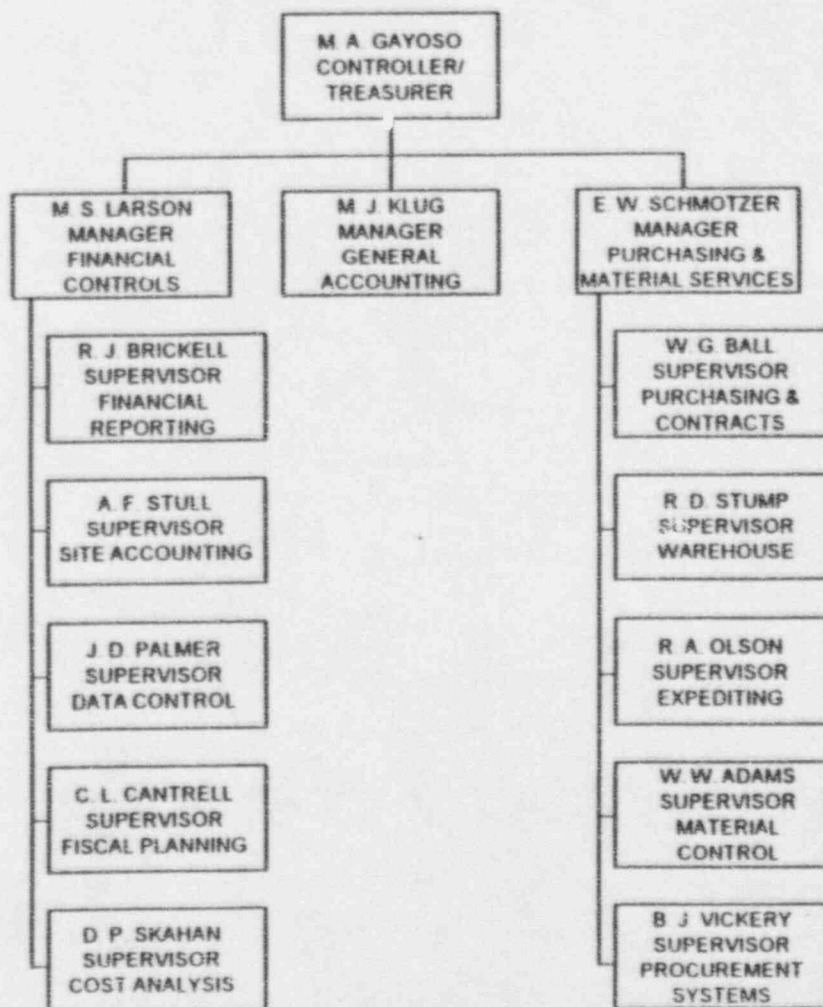 M. A. GAYOSO
CONTROLLER/
TREASURER
M. S. LARSON
MANAGER
FINANCIAL
CONTROLS
M. J. KLUG
MANAGER
GENERAL
ACCOUNTING
E. W. SCHMOTZER
MANAGER
PURCHASING &
MATERIAL SERVICES
R. J. BRICKELL
SUPERVISOR
FINANCIAL
REPORTING
A. F. STULL
SUPERVISOR
SITE ACCOUNTING
J. D. PALMER
SUPERVISOR
DATA CONTROL
C. L. CANTRELL
SUPERVISOR
FISCAL PLANNING
D. P. SKAHAN
SUPERVISOR
COST ANALYSIS
W. G. BALL
SUPERVISOR
PURCHASING &
CONTRACTS
R. D. STUMP
SUPERVISOR
WAREHOUSE
R. A. OLSON
SUPERVISOR
EXPEDITING
W. W. ADAMS
SUPERVISOR
MATERIAL
CONTROL
B. J. VICKERY
SUPERVISOR
PROCUREMENT
SYSTEMS